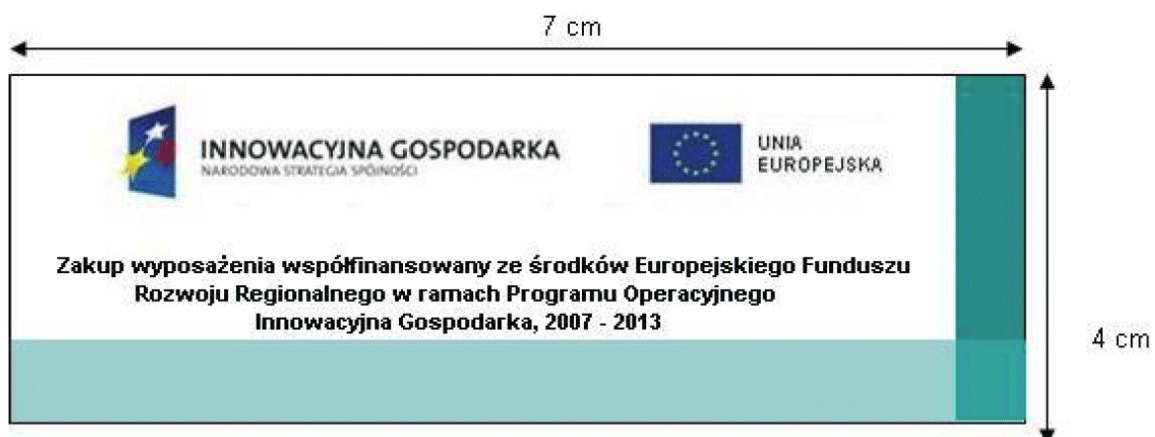 7 cm
INNOWACYJNA GOSPODARKA
NARODOWA STRATEGIA SPÓJNOŚCI
UNIA
EUROPEJSKA
Zakup wyposażenia współfinansowany ze środków Europejskiego Funduszu
Rozwoju Regionalnego w ramach Programu Operacyjnego
Innowacyjna Gospodarka, 2007 - 2013
4 cm